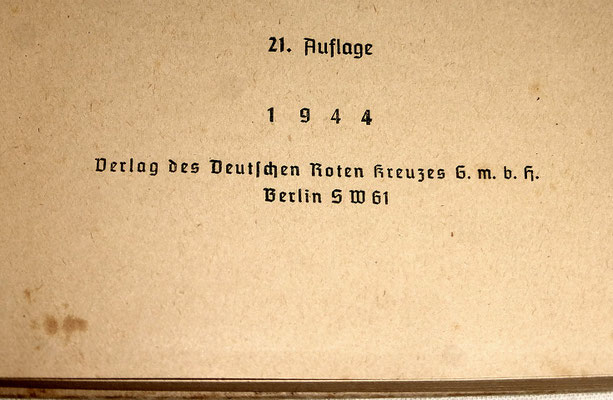 21. Auflage
1 9 4 4
Verlag des Deutschen Roten Kreuzes G. m. b. H.
Berlin SW 61